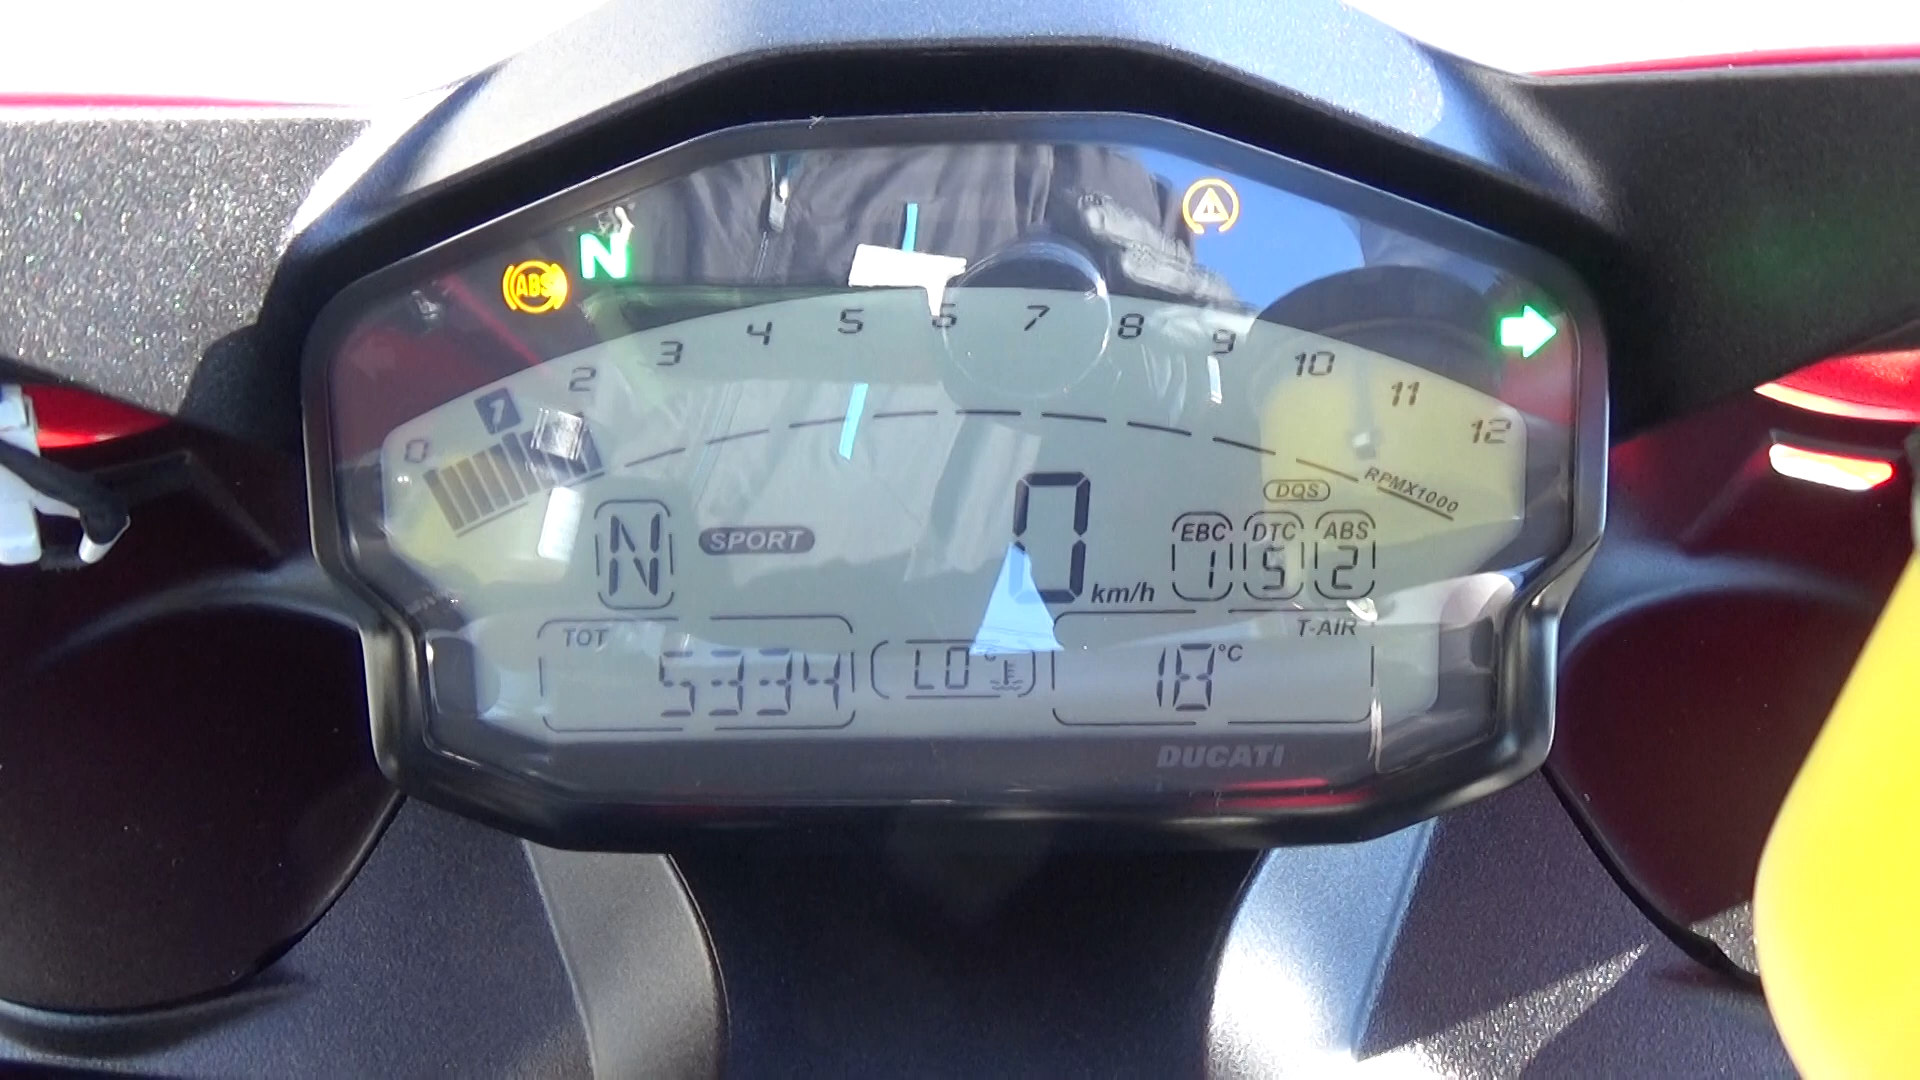 ABS
N
0 1 2 3 4 5 6 7 8 9 10 11 12
RPMX1000
DQS
N
SPORT
0 km/h
EBC DTC ABS
1 5 2
TOT
T-AIR
5334
LO °C
18 °C
DUCATI